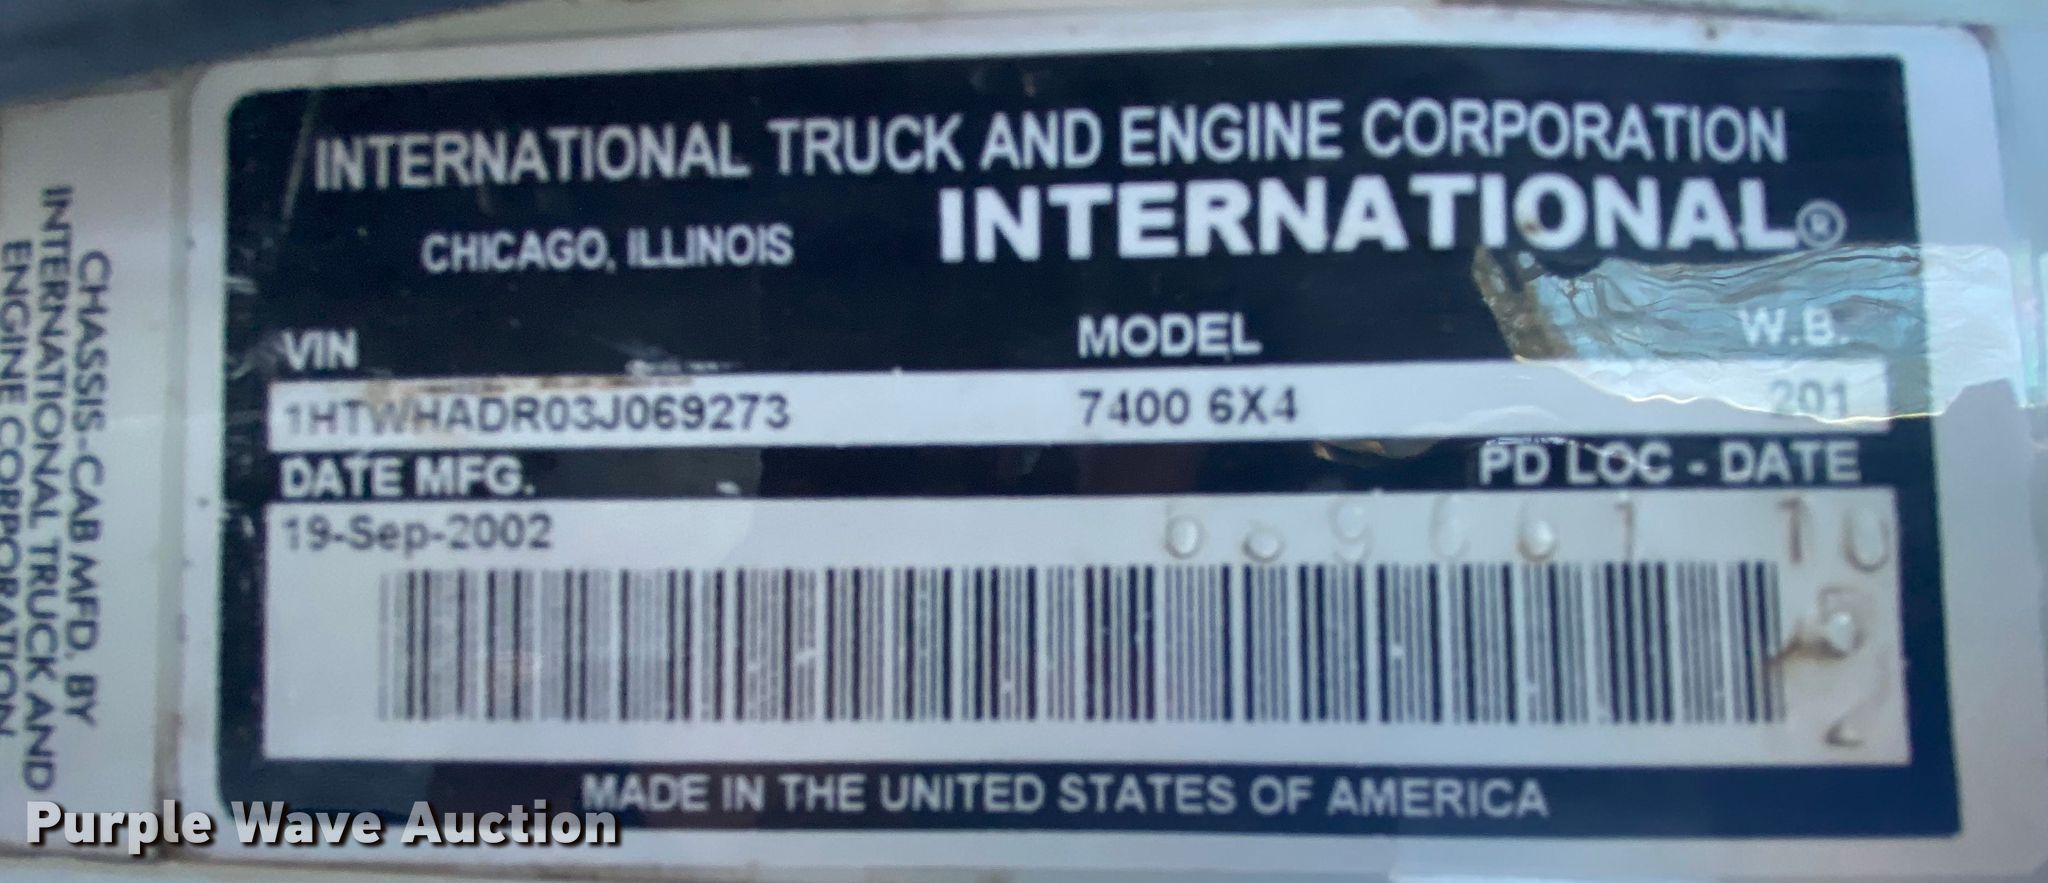 INTERNATIONAL TRUCK AND ENGINE CORPORATION
CHICAGO, ILLINOIS
INTERNATIONAL®
VIN MODEL W.B.
1HTWHADR03J069273 7400 6X4 201
DATE MFG. PD LOC - DATE
19-Sep-2002
MADE IN THE UNITED STATES OF AMERICA
CHASSIS-CAB MFD. BY
INTERNATIONAL TRUCK AND
ENGINE CORPORATION
Purple Wave Auction